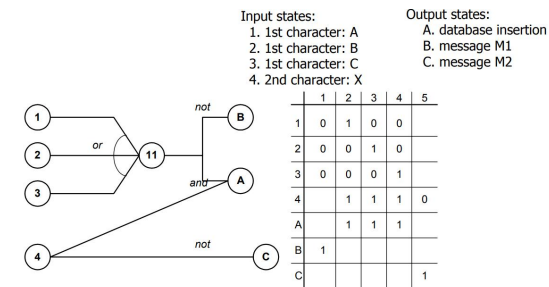 Input states:
1. 1st character: A
2. 1st character: B
3. 1st character: C
4. 2nd character: X
Output states:
A. database insertion
B. message M1
C. message M2
1
2
3
4
or
11
not
B
and
A
not
C
1 2 3 4 5
1 0 1 0 0
2 0 0 1 0
3 0 0 0 1
4 1 1 1 0
A 1 1 1
B 1
C 1